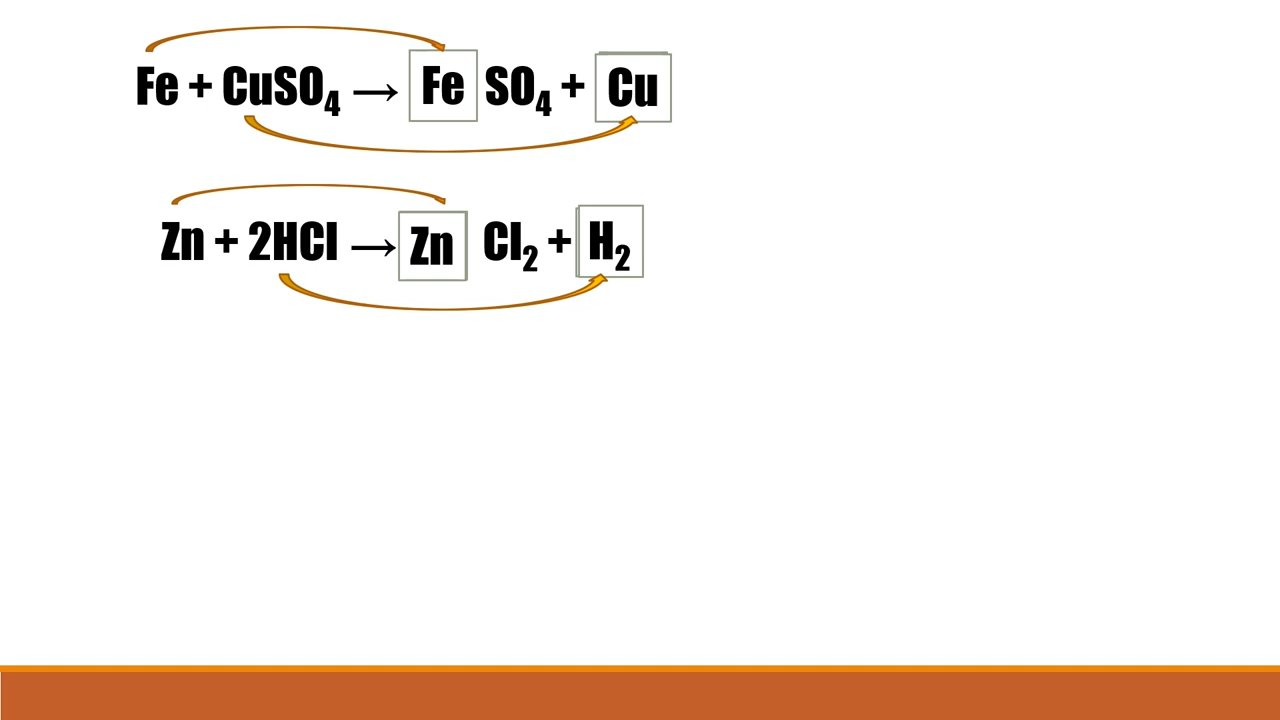 Fe + CuSO₄ → Fe SO₄ + Cu
Zn + 2HCl → Zn Cl₂ + H₂